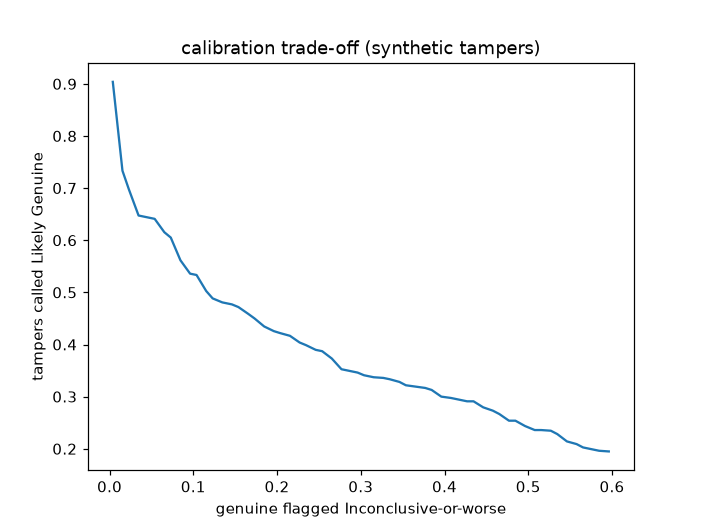 calibration trade-off (synthetic tampers)
tampers called Likely Genuine
0.9
0.8
0.7
0.6
0.5
0.4
0.3
0.2
0.0 0.1 0.2 0.3 0.4 0.5 0.6
genuine flagged Inconclusive-or-worse